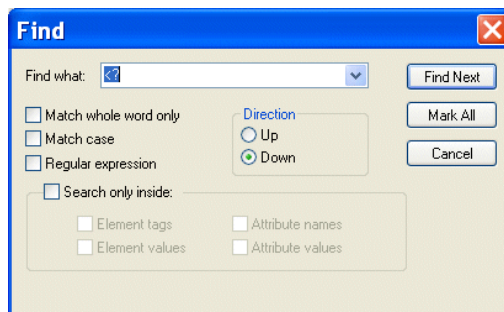 Find
Find what: <?
Find Next
Match whole word only
Direction
Mark All
Match case
Up
Regular expression
Down
Cancel
Search only inside:
Element tags
Attribute names
Element values
Attribute values